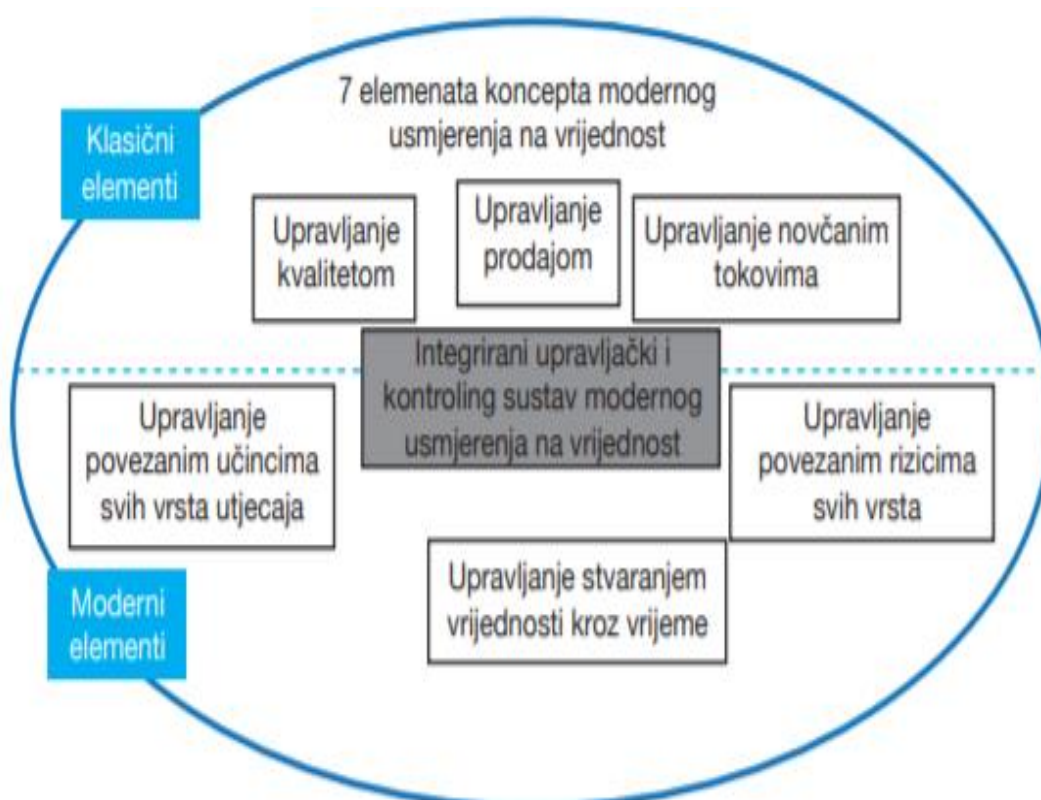 7 elemenata koncepta modernog
usmjerenja na vrijednost
Klasični
elementi
Upravljanje
kvalitetom
Upravljanje
prodajom
Upravljanje novčanim
tokovima
Integrirani upravljački i
kontroling sustav modernog
usmjerenja na vrijednost
Upravljanje
povezanim učincima
svih vrsta utjecaja
Upravljanje
povezanim rizicima
svih vrsta
Moderni
elementi
Upravljanje stvaranjem
vrijednosti kroz vrijeme